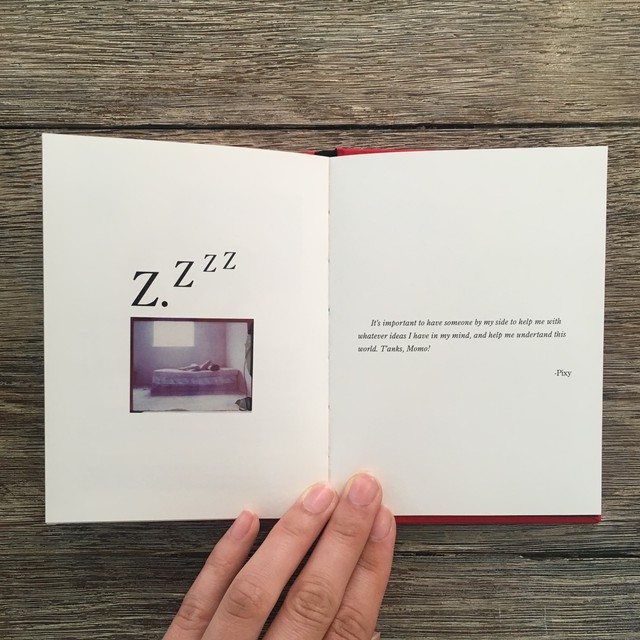 Z. Z Z Z
It's important to have someone by my side to help me with
whatever ideas I have in my mind, and help me undertand this
world. T'anks, Momo!
-Pixy